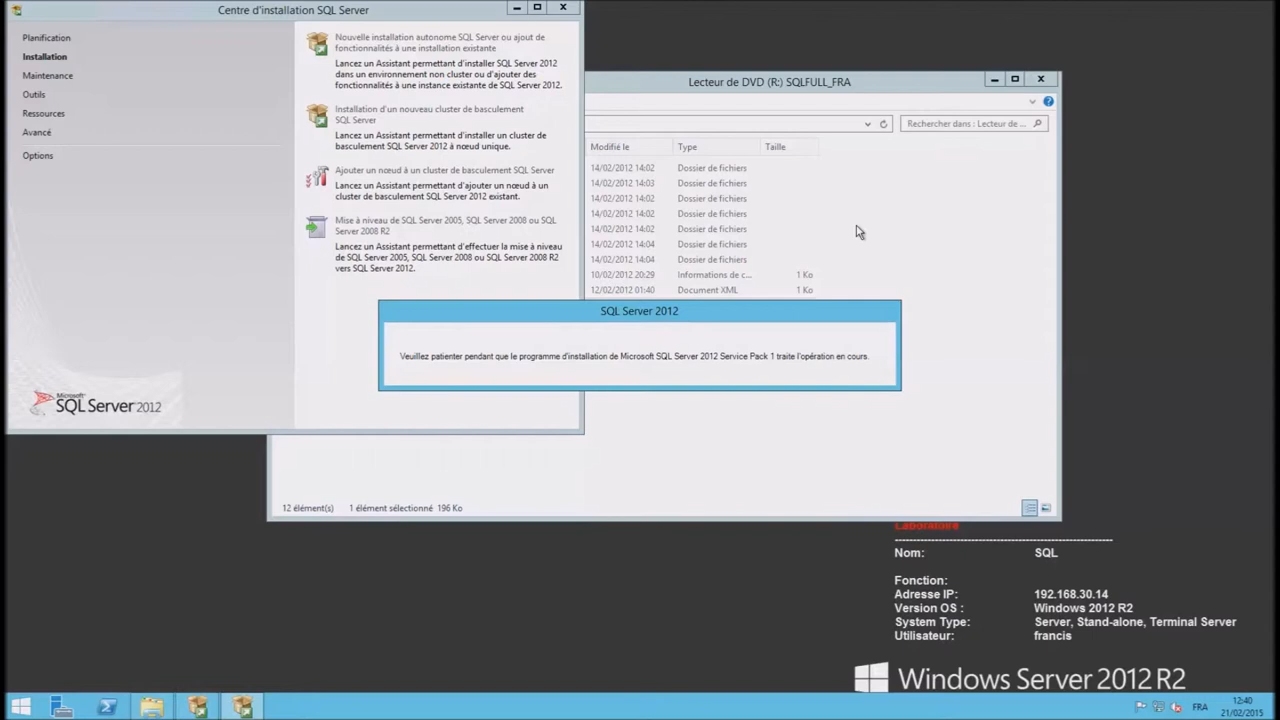 Centre d'installation SQL Server
Planification
Installation
Maintenance
Outils
Ressources
Avancé
Options
Nouvelle installation autonome SQL Server ou ajout de
fonctionnalités à une installation existante
Lancez un Assistant permettant d'installer SQL Server 2012
dans un environnement non cluster ou d'ajouter des
fonctionnalités à une instance existante de SQL Server 2012.
Installation d'un nouveau cluster de basculement
SQL Server
Lancez un Assistant permettant d'installer un cluster de
basculement SQL Server 2012 à nœud unique.
Ajouter un nœud à un cluster de basculement SQL Server
Lancez un Assistant permettant d'ajouter un nœud à un
cluster de basculement SQL Server 2012 existant.
Mise à niveau de SQL Server 2005, SQL Server 2008 ou SQL
Server 2008 R2
Lancez un Assistant permettant d'effectuer la mise à niveau
de SQL Server 2005, SQL Server 2008 ou SQL Server 2008 R2
vers SQL Server 2012.
Microsoft
SQL Server 2012
Lecteur de DVD (R:) SQLFULL_FRA
Rechercher dans : Lecteur de ...
Modifié le Type Taille
14/02/2012 14:02 Dossier de fichiers
14/02/2012 14:03 Dossier de fichiers
14/02/2012 14:02 Dossier de fichiers
14/02/2012 14:02 Dossier de fichiers
14/02/2012 14:02 Dossier de fichiers
14/02/2012 14:04 Dossier de fichiers
14/02/2012 14:04 Dossier de fichiers
10/02/2012 20:29 Informations de c... 1 Ko
12/02/2012 01:40 Document XML 1 Ko
SQL Server 2012
Veuillez patienter pendant que le programme d'installation de Microsoft SQL Server 2012 Service Pack 1 traite l'opération en cours.
12 élément(s) 1 élément sélectionné 196 Ko
Laboratoire
Nom: SQL
Fonction:
Adresse IP: 192.168.30.14
Version OS : Windows 2012 R2
System Type: Server, Stand-alone, Terminal Server
Utilisateur: francis
Windows Server 2012 R2
FRA
12:40
21/02/2015